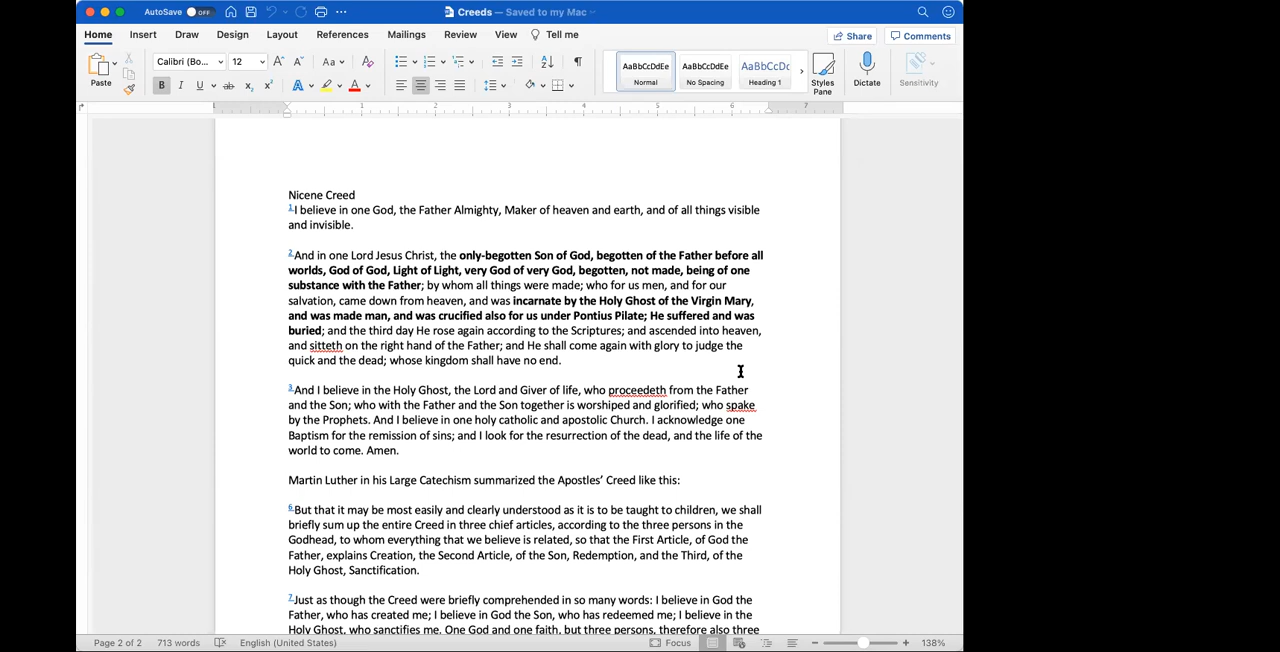 AutoSave OFF
Creeds — Saved to my Mac
Home Insert Draw Design Layout References Mailings Review View Tell me
Share Comments
Paste
Calibri (Bo... 12
A A Aa A
B I U ab x₂ x² A A
AaBbCcDdEe AaBbCcDdEe AaBbCcDc
Normal No Spacing Heading 1
Styles Pane
Dictate
Sensitivity
1 1 2 3 4 5 6 7
Nicene Creed
1I believe in one God, the Father Almighty, Maker of heaven and earth, and of all things visible
and invisible.
2And in one Lord Jesus Christ, the only-begotten Son of God, begotten of the Father before all
worlds, God of God, Light of Light, very God of very God, begotten, not made, being of one
substance with the Father; by whom all things were made; who for us men, and for our
salvation, came down from heaven, and was incarnate by the Holy Ghost of the Virgin Mary,
and was made man, and was crucified also for us under Pontius Pilate; He suffered and was
buried; and the third day He rose again according to the Scriptures; and ascended into heaven,
and sitteth on the right hand of the Father; and He shall come again with glory to judge the
quick and the dead; whose kingdom shall have no end.
3And I believe in the Holy Ghost, the Lord and Giver of life, who proceedeth from the Father
and the Son; who with the Father and the Son together is worshiped and glorified; who spake
by the Prophets. And I believe in one holy catholic and apostolic Church. I acknowledge one
Baptism for the remission of sins; and I look for the resurrection of the dead, and the life of the
world to come. Amen.
Martin Luther in his Large Catechism summarized the Apostles’ Creed like this:
6But that it may be most easily and clearly understood as it is to be taught to children, we shall
briefly sum up the entire Creed in three chief articles, according to the three persons in the
Godhead, to whom everything that we believe is related, so that the First Article, of God the
Father, explains Creation, the Second Article, of the Son, Redemption, and the Third, of the
Holy Ghost, Sanctification.
7Just as though the Creed were briefly comprehended in so many words: I believe in God the
Father, who has created me; I believe in God the Son, who has redeemed me; I believe in the
Holy Ghost, who sanctifies me. One God and one faith, but three persons, therefore also three
Page 2 of 2 713 words English (United States) Focus 138%